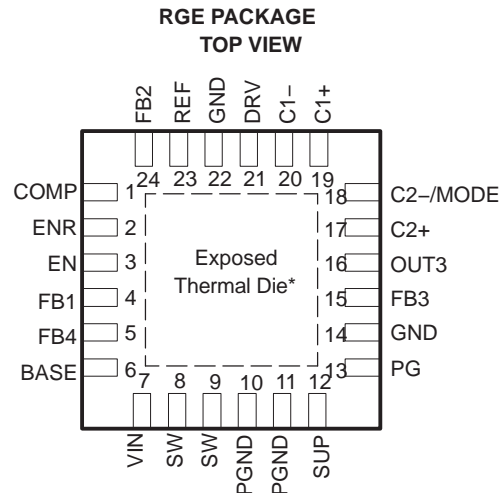 RGE PACKAGE
TOP VIEW
FB2
REF
GND
DRV
C1−
C1+
24 23 22 21 20 19
COMP 1
ENR 2
EN 3
FB1 4
FB4 5
BASE 6
Exposed
Thermal Die*
18 C2−/MODE
17 C2+
16 OUT3
15 FB3
14 GND
13 PG
7 8 9 10 11 12
VIN
SW
SW
PGND
PGND
SUP